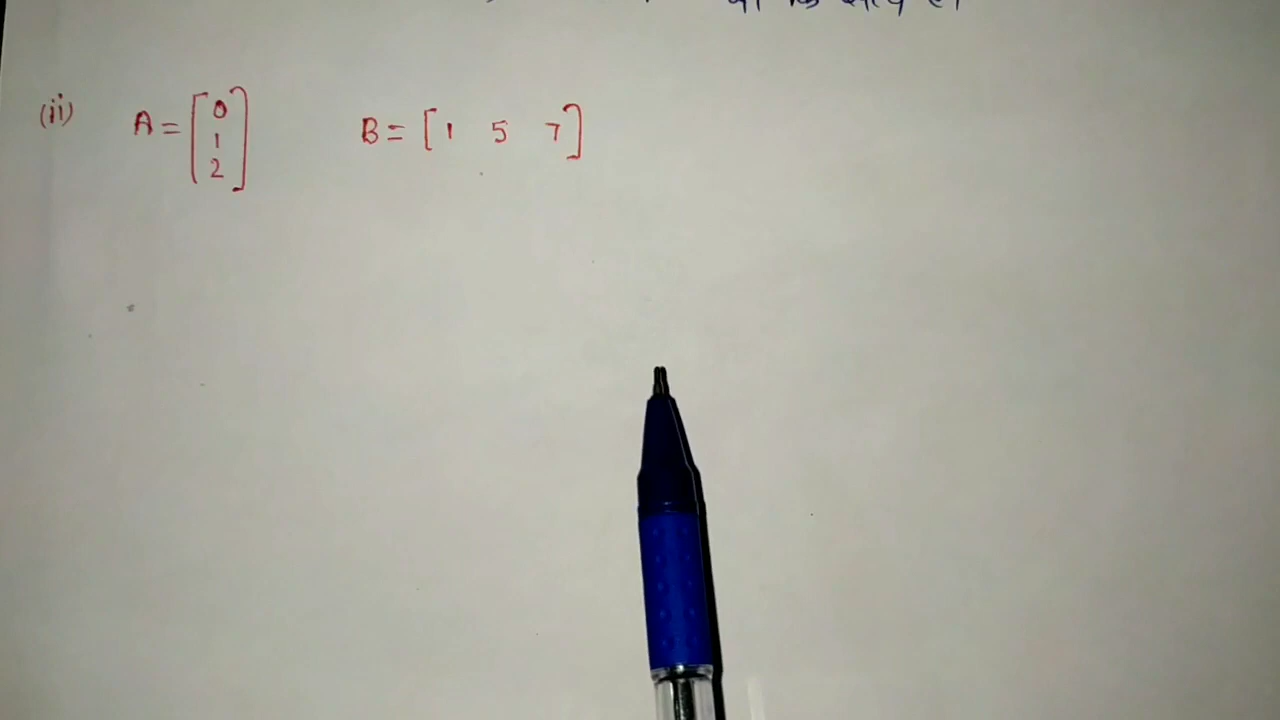 (ii) A = [0 1 2] B = [1 5 7]